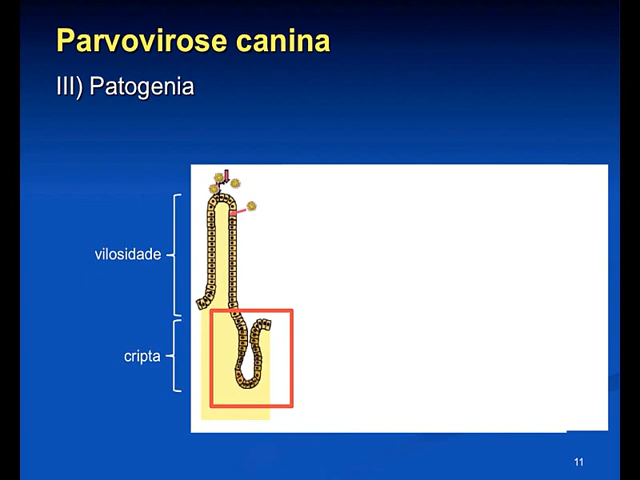 Parvovirose canina
III) Patogenia
vilosidade
cripta
11